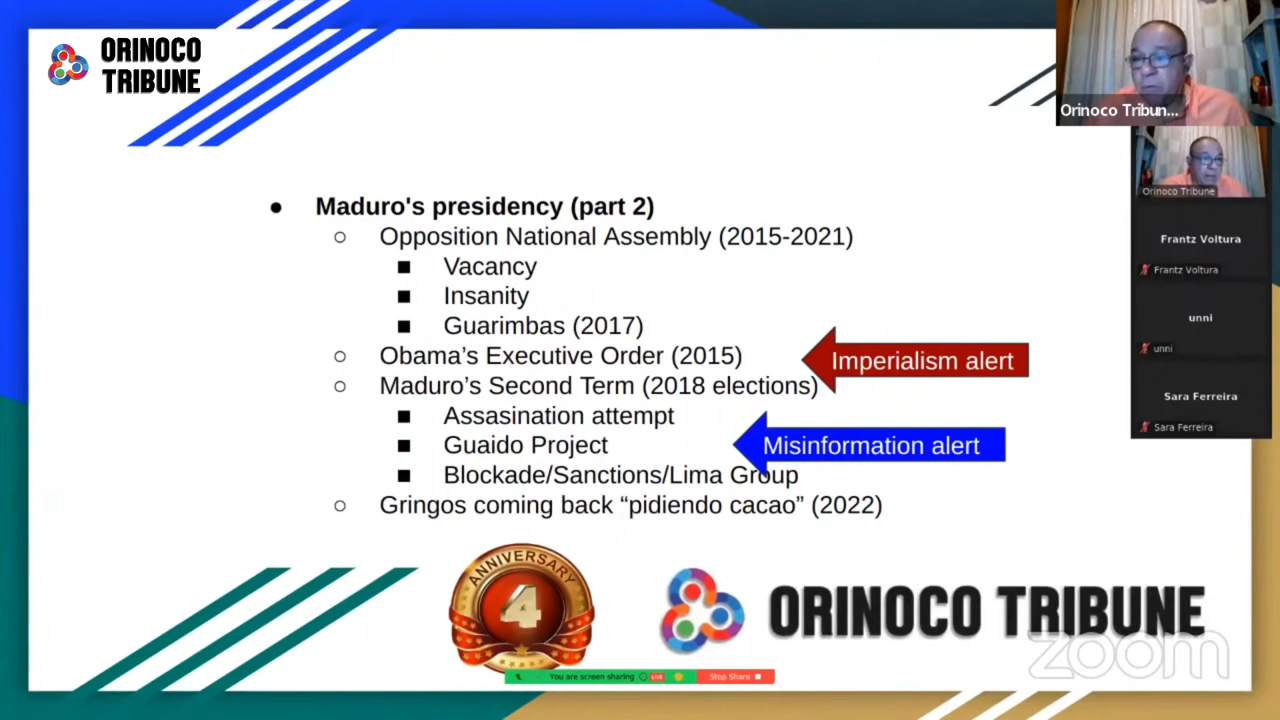 ORINOCO
TRIBUNE
Orinoco Tribun...
Orinoco Tribune
Frantz Voltura
Frantz Voltura
unni
unni
Sara Ferreira
Sara Ferreira
● Maduro's presidency (part 2)
○ Opposition National Assembly (2015-2021)
■ Vacancy
■ Insanity
■ Guarimbas (2017)
○ Obama’s Executive Order (2015)
Imperialism alert
○ Maduro’s Second Term (2018 elections)
■ Assasination attempt
■ Guaido Project
Misinformation alert
■ Blockade/Sanctions/Lima Group
○ Gringos coming back “pidiendo cacao” (2022)
ANNIVERSARY
4
ORINOCO TRIBUNE
zoom
You are screen sharing
LIVE
Stop Share